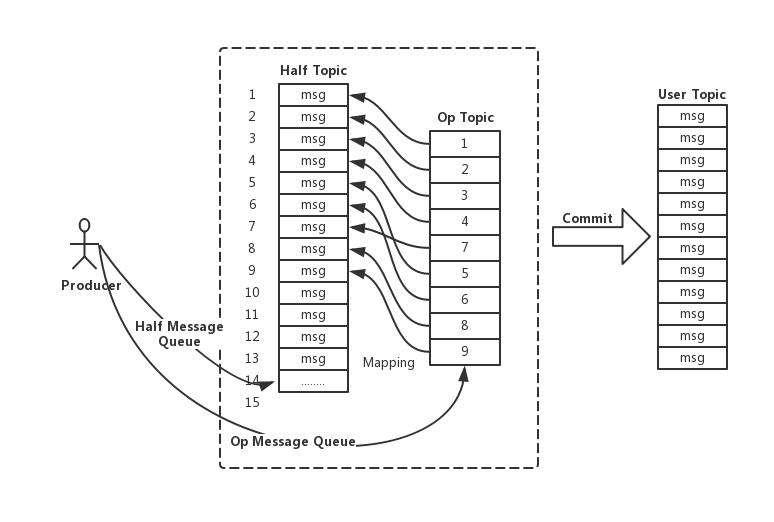 Half Topic
1
2
3
4
5
6
7
8
9
10
11
12
13
14
15
msg
msg
msg
msg
msg
msg
msg
msg
msg
msg
msg
msg
msg
........
Op Topic
1
2
3
4
7
5
6
8
9
Mapping
Producer
Half Message
Queue
Op Message Queue
Commit
User Topic
msg
msg
msg
msg
msg
msg
msg
msg
msg
msg
msg
msg